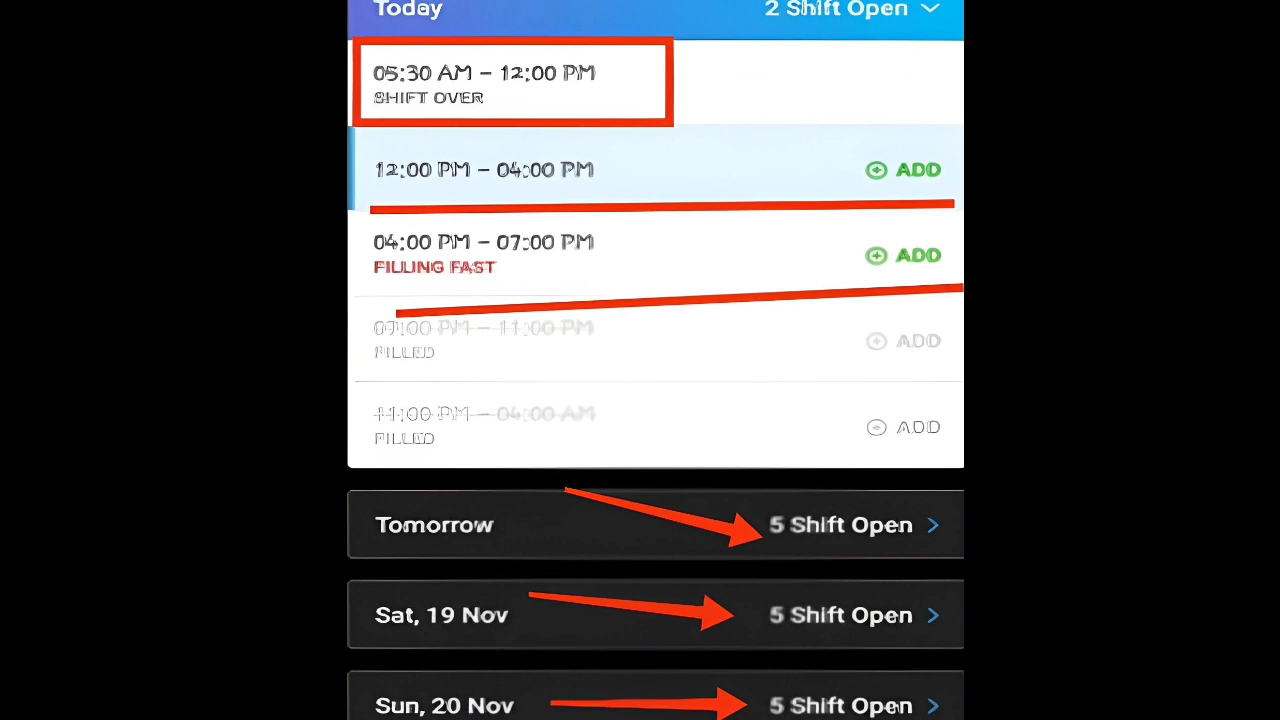 Today 2 Shift Open
05:30 AM – 12:00 PM
SHIFT OVER
12:00 PM – 04:00 PM ADD
04:00 PM – 07:00 PM
FILLING FAST ADD
07:00 PM – 11:00 PM
FILLED ADD
11:00 PM – 04:00 AM
FILLED ADD
Tomorrow 5 Shift Open
Sat, 19 Nov 5 Shift Open
Sun, 20 Nov 5 Shift Open